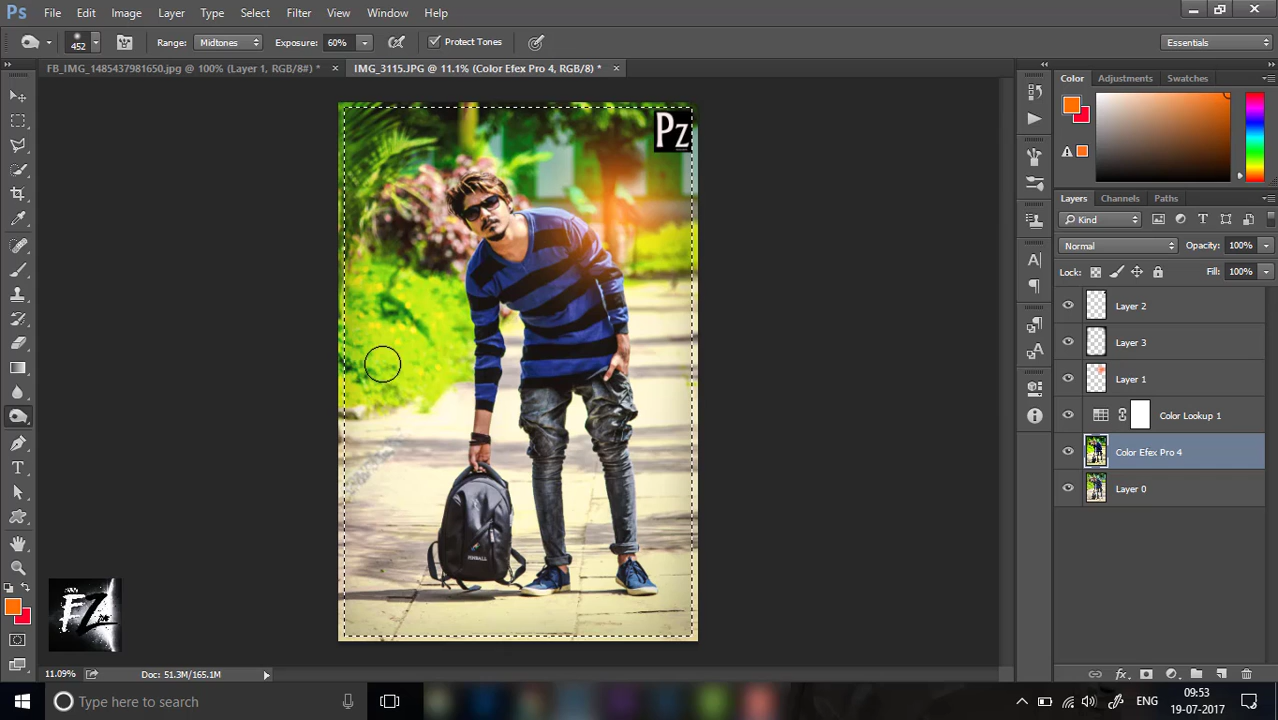 Ps File Edit Image Layer Type Select Filter View Window Help
452 Range: Midtones Exposure: 60% Protect Tones Essentials
FB_IMG_1485437981650.jpg @ 100% (Layer 1, RGB/8#) * × IMG_3115.JPG @ 11.1% (Color Efex Pro 4, RGB/8) * ×
Color Adjustments Swatches
Pz
Layers Channels Paths
Kind
Normal Opacity: 100%
Lock: Fill: 100%
Layer 2
Layer 3
Layer 1
Color Lookup 1
Color Efex Pro 4
Layer 0
FZ
11.09% Doc: 51.3M/165.1M
Type here to search
ENG
09:53
19-07-2017